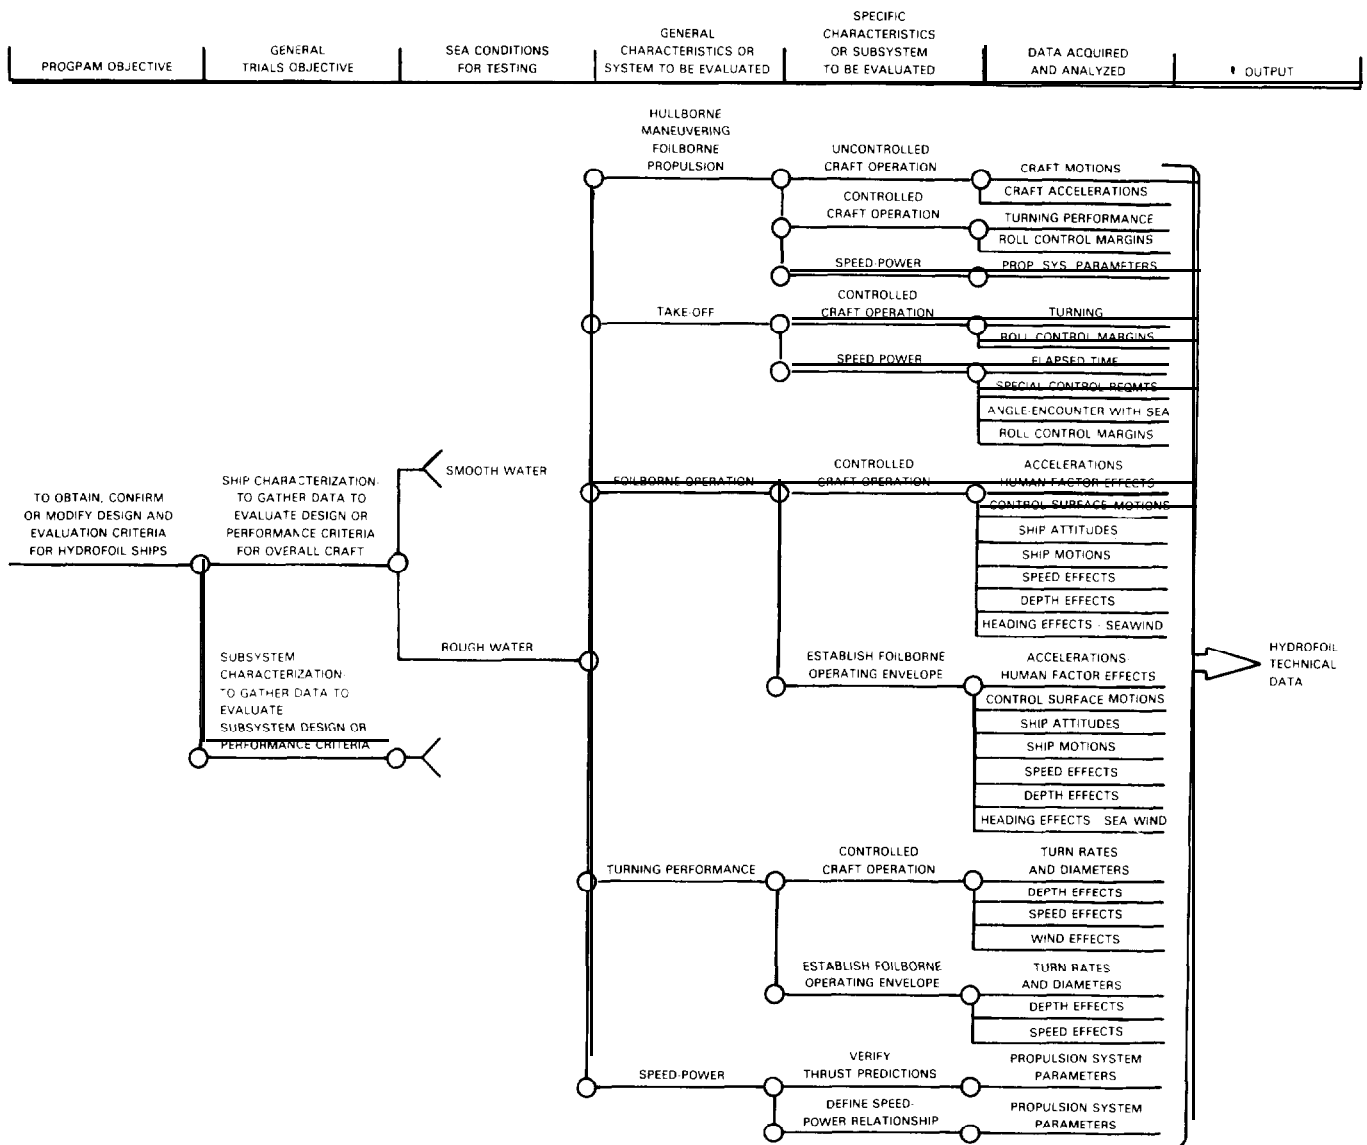 PROGPAM OBJECTIVE
GENERAL
TRIALS OBJECTIVE
SEA CONDITIONS
FOR TESTING
GENERAL
CHARACTERISTICS OR
SYSTEM TO BE EVALUATED
SPECIFIC
CHARACTERISTICS
OR SUBSYSTEM
TO BE EVALUATED
DATA ACQUIRED
AND ANALYZED
OUTPUT
TO OBTAIN, CONFIRM
OR MODIFY DESIGN AND
EVALUATION CRITERIA
FOR HYDROFOIL SHIPS
SHIP CHARACTERIZATION-
TO GATHER DATA TO
EVALUATE DESIGN OR
PERFORMANCE CRITERIA
FOR OVERALL CRAFT
SUBSYSTEM
CHARACTERIZATION-
TO GATHER DATA TO
EVALUATE
SUBSYSTEM DESIGN OR
PERFORMANCE CRITERIA
SMOOTH WATER
ROUGH WATER
HULLBORNE
MANEUVERING
FOILBORNE
PROPULSION
UNCONTROLLED
CRAFT OPERATION
CRAFT MOTIONS
CRAFT ACCELERATIONS
CONTROLLED
CRAFT OPERATION
TURNING PERFORMANCE
ROLL CONTROL MARGINS
SPEED-POWER
PROP SYS PARAMETERS
TAKE-OFF
CONTROLLED
CRAFT OPERATION
TURNING
ROLL CONTROL MARGINS
SPEED POWER
ELAPSED TIME
SPECIAL CONTROL REQMTS
ANGLE-ENCOUNTER WITH SEA
ROLL CONTROL MARGINS
FOILBORNE OPERATION
CONTROLLED
CRAFT OPERATION
ACCELERATIONS
HUMAN FACTOR EFFECTS
CONTROL SURFACE MOTIONS
SHIP ATTITUDES
SHIP MOTIONS
SPEED EFFECTS
DEPTH EFFECTS
HEADING EFFECTS - SEAWIND
ESTABLISH FOILBORNE
OPERATING ENVELOPE
ACCELERATIONS-
HUMAN FACTOR EFFECTS
CONTROL SURFACE MOTIONS
SHIP ATTITUDES
SHIP MOTIONS
SPEED EFFECTS
DEPTH EFFECTS
HEADING EFFECTS SEA WIND
TURNING PERFORMANCE
CONTROLLED
CRAFT OPERATION
TURN RATES
AND DIAMETERS
DEPTH EFFECTS
SPEED EFFECTS
WIND EFFECTS
ESTABLISH FOILBORNE
OPERATING ENVELOPE
TURN RATES
AND DIAMETERS
DEPTH EFFECTS
SPEED EFFECTS
SPEED-POWER
VERIFY
THRUST PREDICTIONS
PROPULSION SYSTEM
PARAMETERS
DEFINE SPEED-
POWER RELATIONSHIP
PROPULSION SYSTEM
PARAMETERS
HYDROFOIL
TECHNICAL
DATA